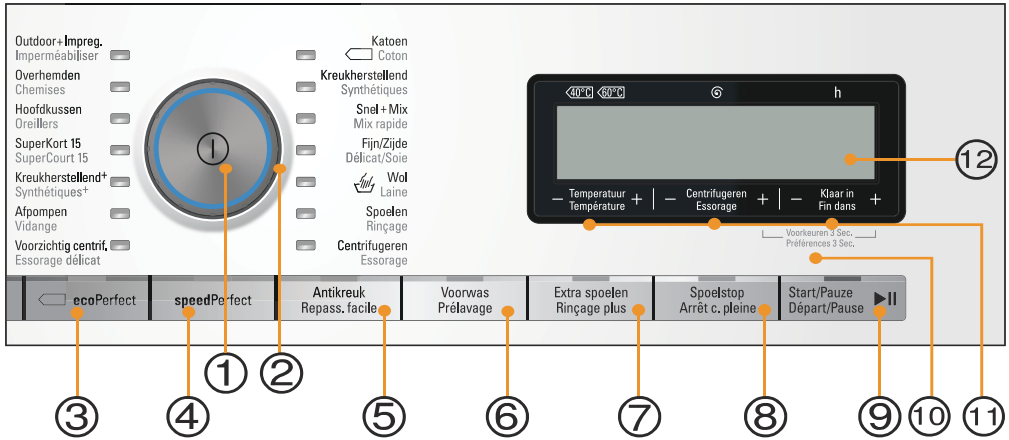 Outdoor+Impreg.
Imperméabiliser
Overhemden
Chemises
Hoofdkussen
Oreillers
SuperKort 15
SuperCourt 15
Kreukherstellend+
Synthétiques+
Afpompen
Vidange
Voorzichtig centrif.
Essorage délicat
Katoen
Coton
Kreukherstellend
Synthétiques
Snel+Mix
Mix rapide
Fijn/Zijde
Délicat/Soie
Wol
Laine
Spoelen
Rinçage
Centrifugeren
Essorage
40°C 60°C h
− Temperatuur + − Centrifugeren + − Klaar in +
Température Essorage Fin dans
Voorkeuren 3 Sec.
Préférences 3 Sec.
ecoPerfect
speedPerfect
Antikreuk
Repass. facile
Voorwas
Prélavage
Extra spoelen
Rinçage plus
Spoelstop
Arrêt c. pleine
Start/Pauze
Départ/Pause
12
3 4 1 2 5 6 7 8 9 10 11
1 2